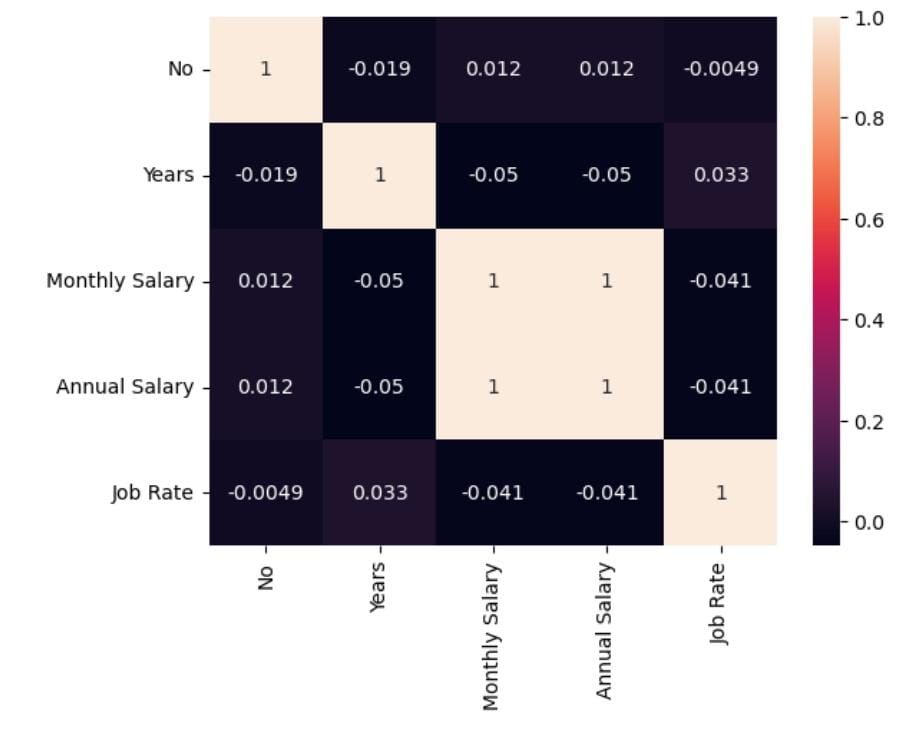 1.0
No 1 -0.019 0.012 0.012 -0.0049
0.8
Years -0.019 1 -0.05 -0.05 0.033
0.6
Monthly Salary 0.012 -0.05 1 1 -0.041
0.4
Annual Salary 0.012 -0.05 1 1 -0.041
0.2
Job Rate -0.0049 0.033 -0.041 -0.041 1
0.0
No
Years
Monthly Salary
Annual Salary
Job Rate